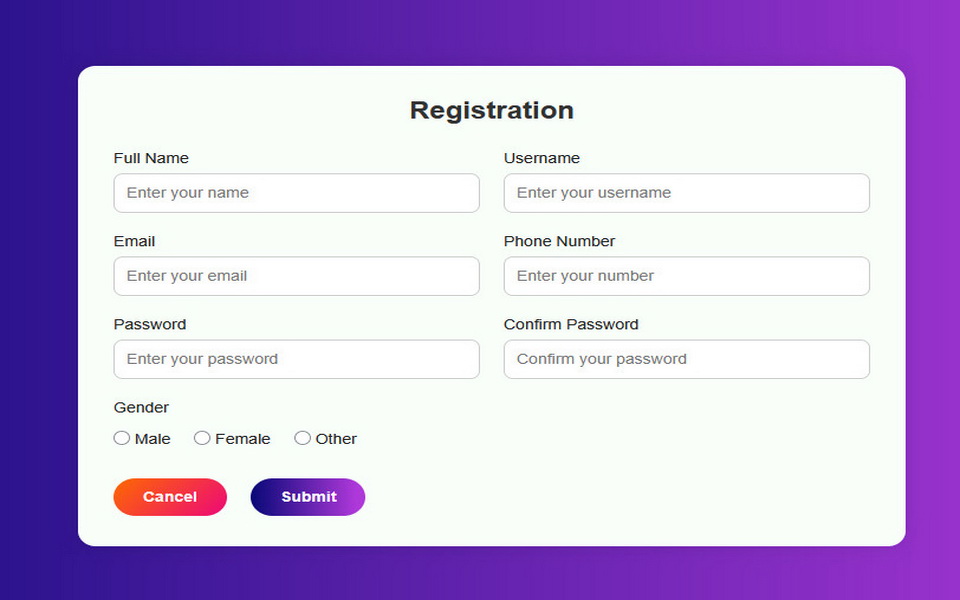 Registration
Full Name
Username
Enter your name
Enter your username
Email
Phone Number
Enter your email
Enter your number
Password
Confirm Password
Enter your password
Confirm your password
Gender
Male Female Other
Cancel Submit